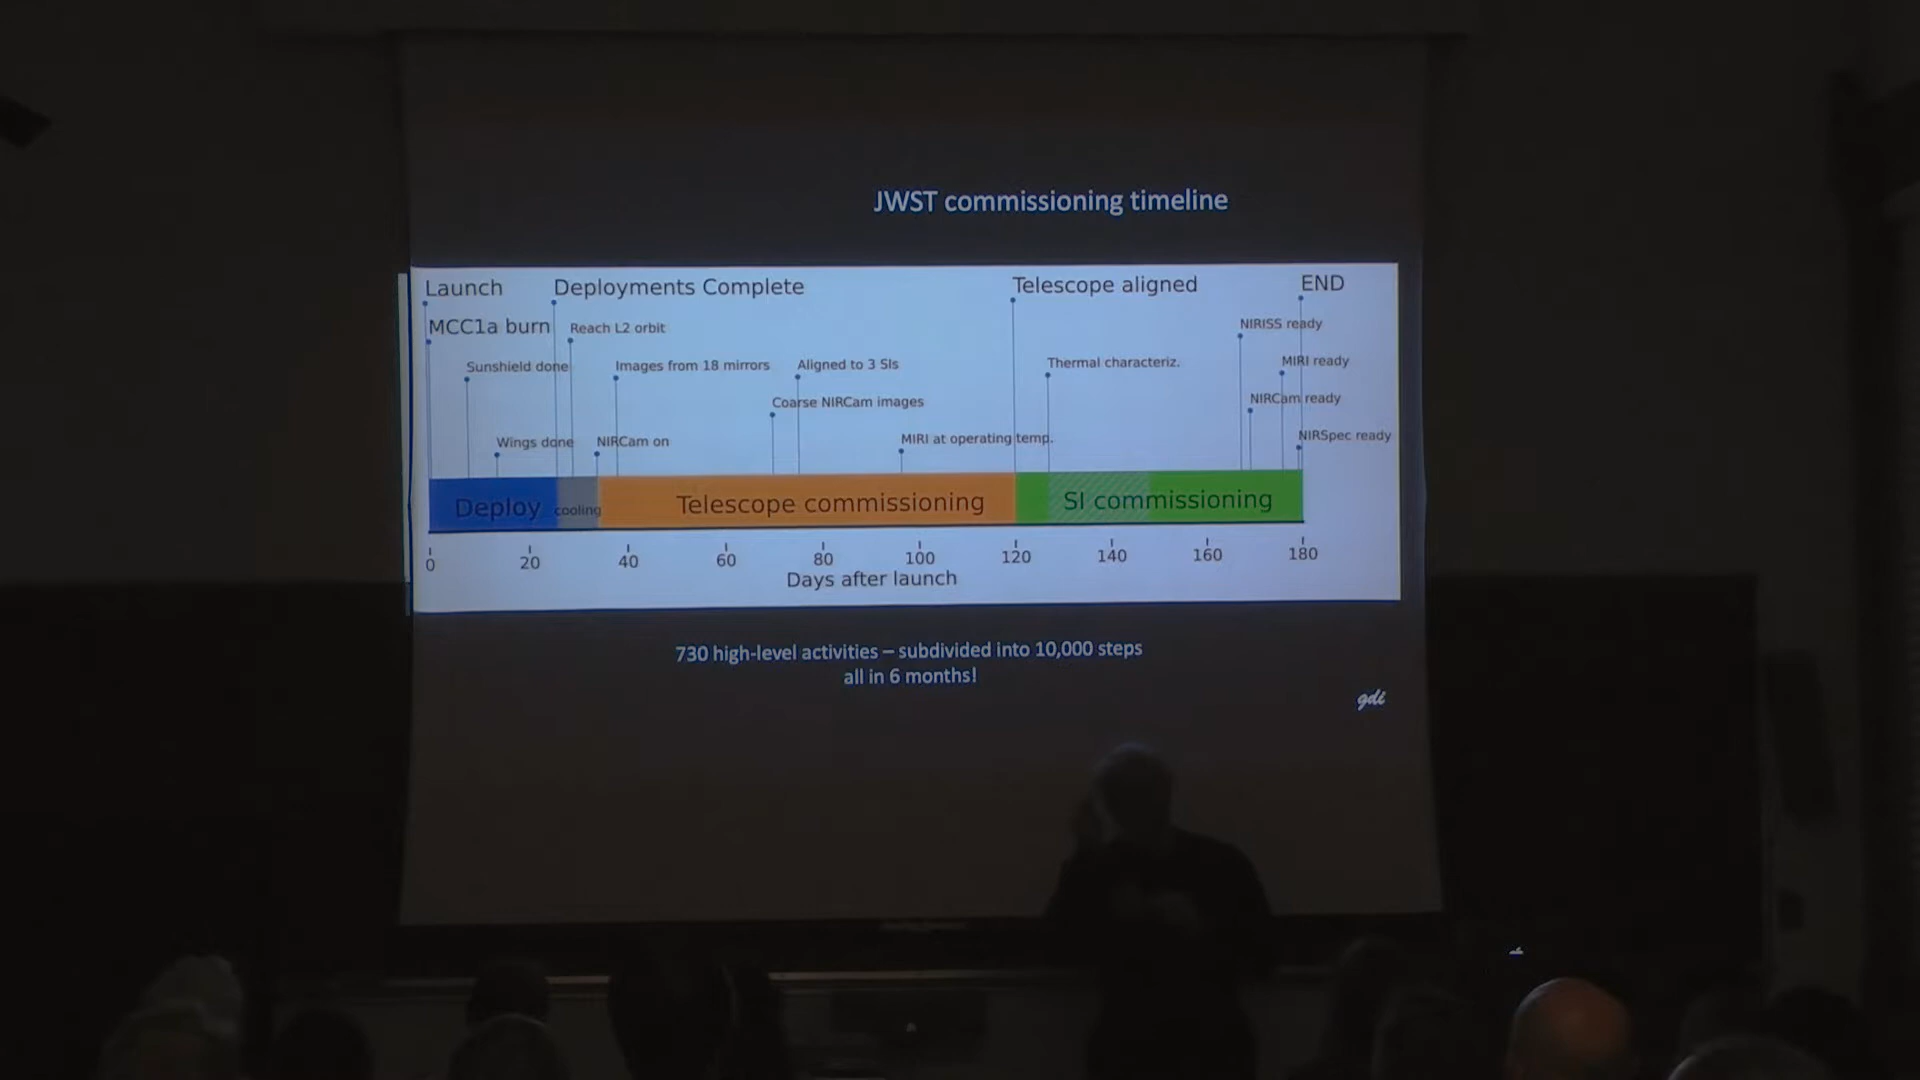 JWST commissioning timeline
Launch
Deployments Complete
Telescope aligned
END
MCC1a burn
Reach L2 orbit
NIRISS ready
Sunshield done
Images from 18 mirrors
Aligned to 3 SIs
Thermal characteriz.
MIRI ready
Coarse NIRCam images
NIRCam ready
Wings done
NIRCam on
MIRI at operating temp.
NIRSpec ready
Deploy
cooling
Telescope commissioning
SI commissioning
0 20 40 60 80 100 120 140 160 180
Days after launch
730 high-level activities – subdivided into 10,000 steps
all in 6 months!
gdi